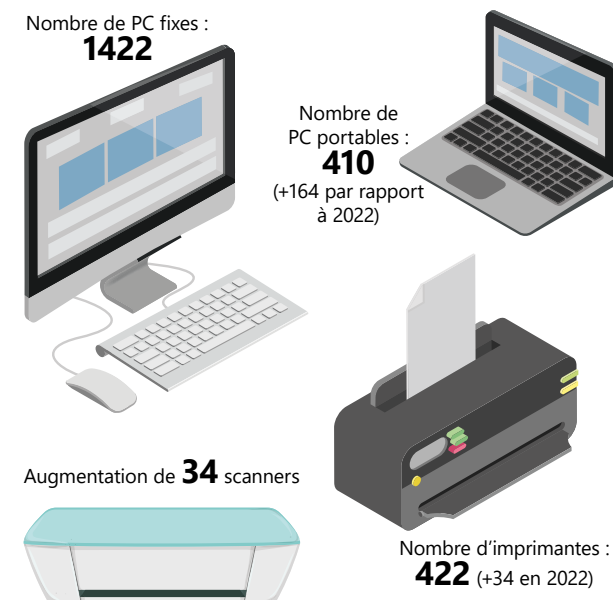 Nombre de PC fixes :
1422
Nombre de
PC portables :
410
(+164 par rapport
à 2022)
Augmentation de 34 scanners
Nombre d’imprimantes :
422 (+34 en 2022)